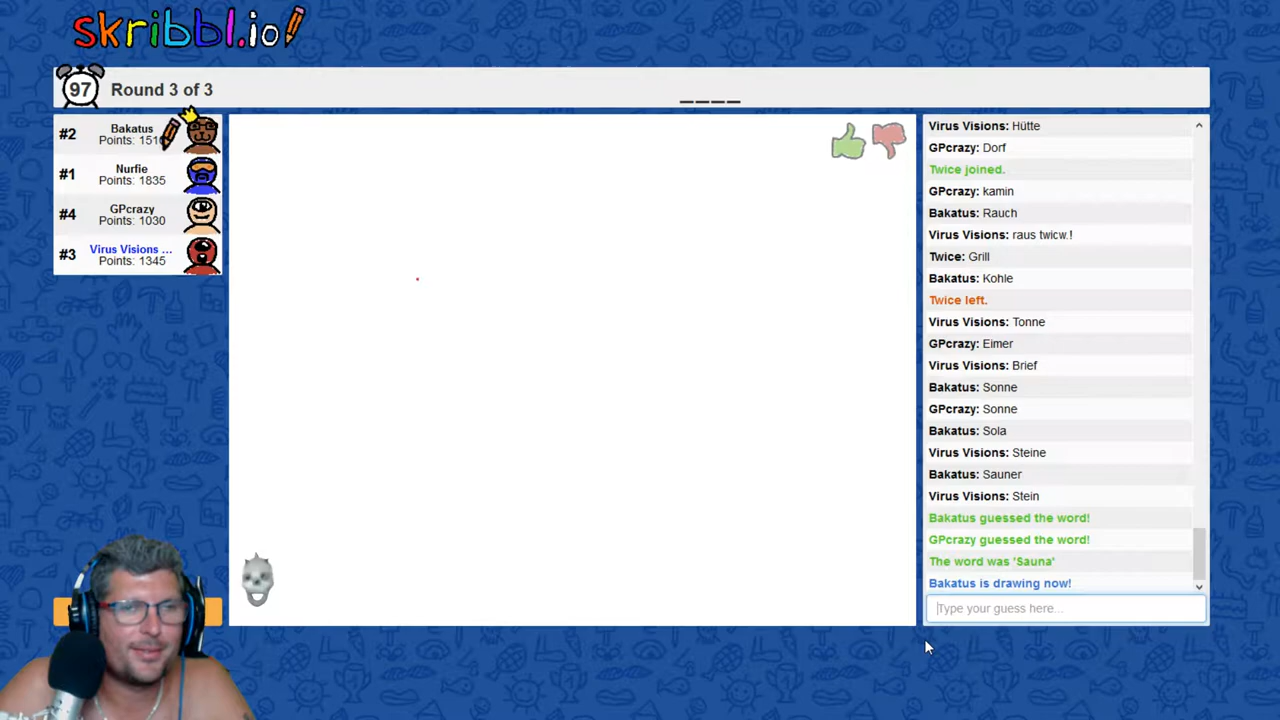 skribbl.io
97
Round 3 of 3
____
#2
Bakatus
Points: 151
#1
Nurfie
Points: 1835
#4
GPcrazy
Points: 1030
#3
Virus Visions ...
Points: 1345
Virus Visions: Hütte
GPcrazy: Dorf
Twice joined.
GPcrazy: kamin
Bakatus: Rauch
Virus Visions: raus twicw.!
Twice: Grill
Bakatus: Kohle
Twice left.
Virus Visions: Tonne
GPcrazy: Eimer
Virus Visions: Brief
Bakatus: Sonne
GPcrazy: Sonne
Bakatus: Sola
Virus Visions: Steine
Bakatus: Sauner
Virus Visions: Stein
Bakatus guessed the word!
GPcrazy guessed the word!
The word was 'Sauna'
Bakatus is drawing now!
Type your guess here...